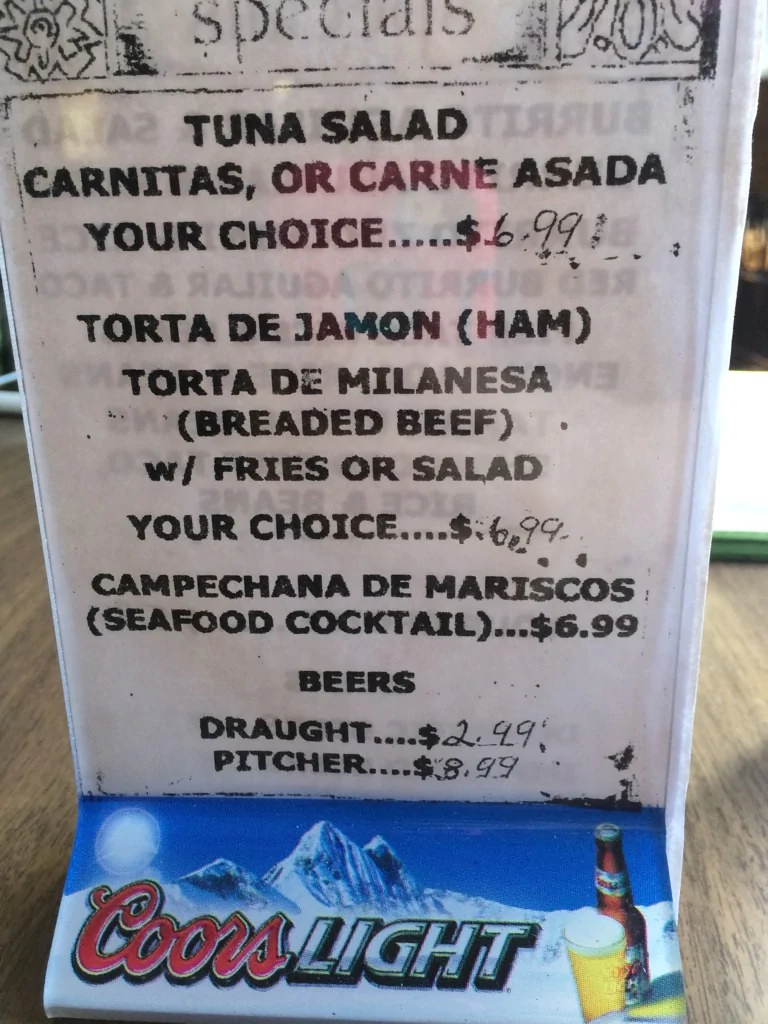 specials
TUNA SALAD
CARNITAS, OR CARNE ASADA
YOUR CHOICE.....$6.99
TORTA DE JAMON (HAM)
TORTA DE MILANESA
(BREADED BEEF)
w/ FRIES OR SALAD
YOUR CHOICE....$6.99
CAMPECHANA DE MARISCOS
(SEAFOOD COCKTAIL)...$6.99
BEERS
DRAUGHT....$2.99
PITCHER....$8.99
Coors LIGHT